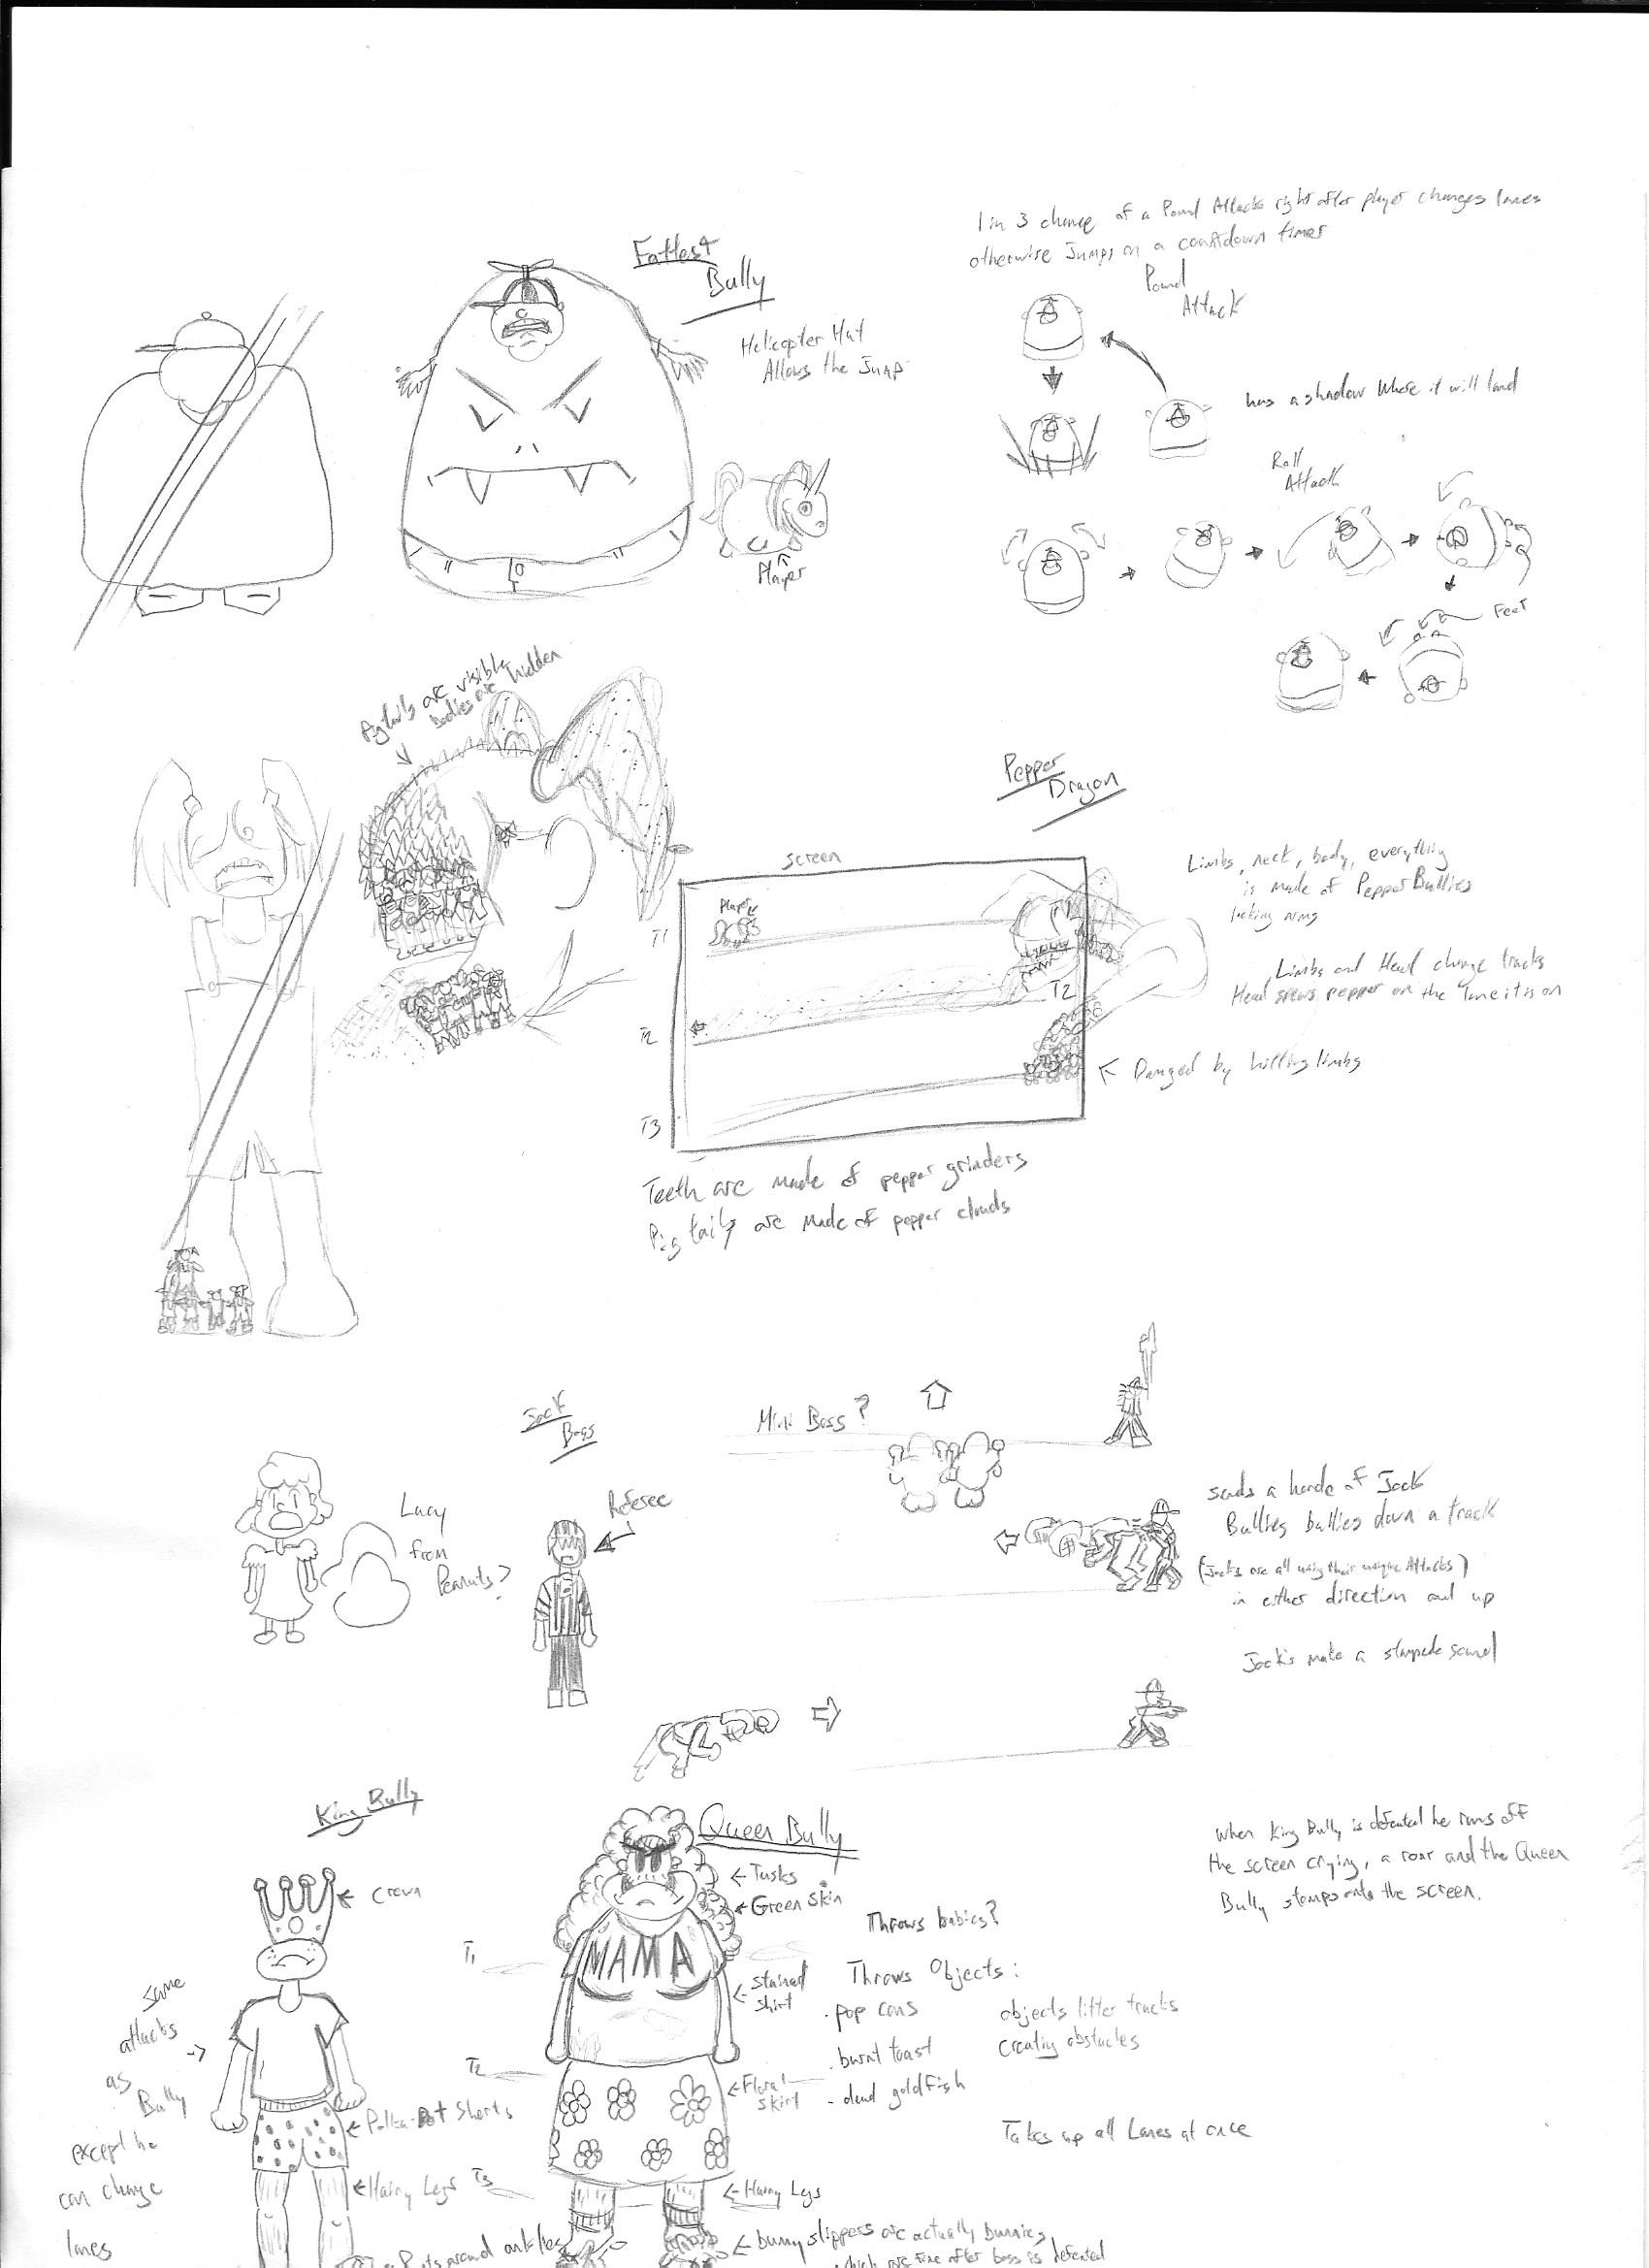 Fattest
Bully
Helicopter Hat
Allows the Jump
Player
1 in 3 chance of a Pound Attack right after player changes lanes
otherwise Jumps on a countdown timer
Pound
Attack
has a shadow where it will land
Roll
Attack
Feet
Pigtails are visible
bodies are hidden
Pepper
Dragon
screen
Player
T1
T2
T2
T3
Limbs, neck, body, everything
is made of Pepper Bullies
locking arms
Limbs and Head change tracks
Head spews pepper on the lane it is on
Damaged by hitting limbs
Teeth are made of pepper grinders
Pig tails are made of pepper clouds
Jock
Boss
Mini Boss?
Lucy
from
Peanuts?
Referee
sends a horde of Jock
Bullies bullies down a track
(Jocks are all using their unique Attacks)
in either direction and up
Jocks make a stampede sound
King Bully
Crown
same
attacks
as
Bully
except he
can change
lanes
Polka-Dot Shorts
Hairy Legs
around ankles
Queen Bully
Tusks
Green skin
MAMA
stained
shirt
Floral
skirt
Hairy Legs
bunny slippers are actually bunnies,
which are free after boss is defeated
T1
T2
T3
Throws babies?
Throws Objects:
. pop cans
. burnt toast
- dead goldfish
objects litter tracks
creating obstacles
Takes up all Lanes at once
when King Bully is defeated he runs off
the screen crying, a roar and the Queen
Bully stomps onto the screen.